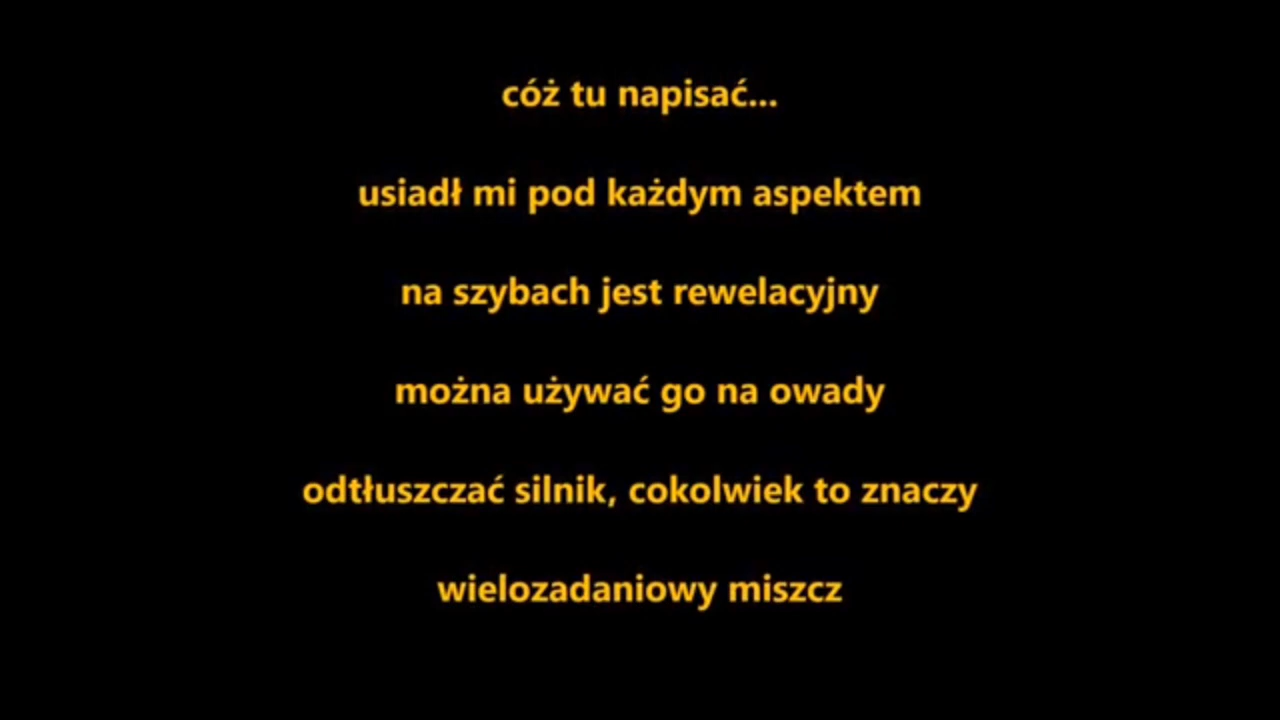 cóż tu napisać...
usiadł mi pod każdym aspektem
na szybach jest rewelacyjny
można używać go na owady
odtłuszczać silnik, cokolwiek to znaczy
wielozadaniowy miszcz